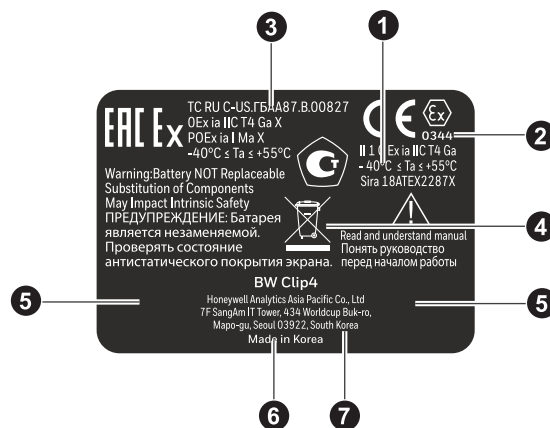 1
3
EAC Ex
TC RU C-US.ГБАА87.B.00827
0Ex ia IIC T4 Ga X
POEx ia I Ma X
-40°C ≤ Ta ≤ +55°C
CE Ex
0344
2
II 1 G Ex ia IIC T4 Ga
- 40°C ≤ Ta ≤ +55°C
Sira 18ATEX2287X
Warning:Battery NOT Replaceable
Substitution of Components
May Impact Intrinsic Safety
ПРЕДУПРЕЖДЕНИЕ: Батарея
является незаменяемой.
Проверять состояние
антистатического покрытия экрана.
Read and understand manual
Понять руководство
перед началом работы
4
BW Clip4
Honeywell Analytics Asia Pacific Co., Ltd
7F SangAm IT Tower, 434 Worldcup Buk-ro,
Mapo-gu, Seoul 03922, South Korea
Made in Korea
5
5
6
7